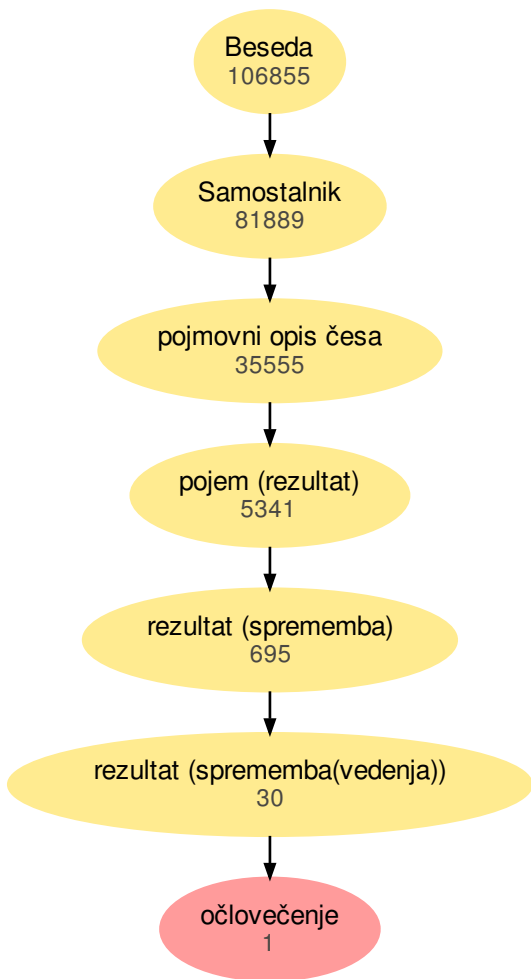 Beseda
106855
Samostalnik
81889
pojmovni opis česa
35555
pojem (rezultat)
5341
rezultat (sprememba)
695
rezultat (sprememba(vedenja))
30
očlovečenje
1